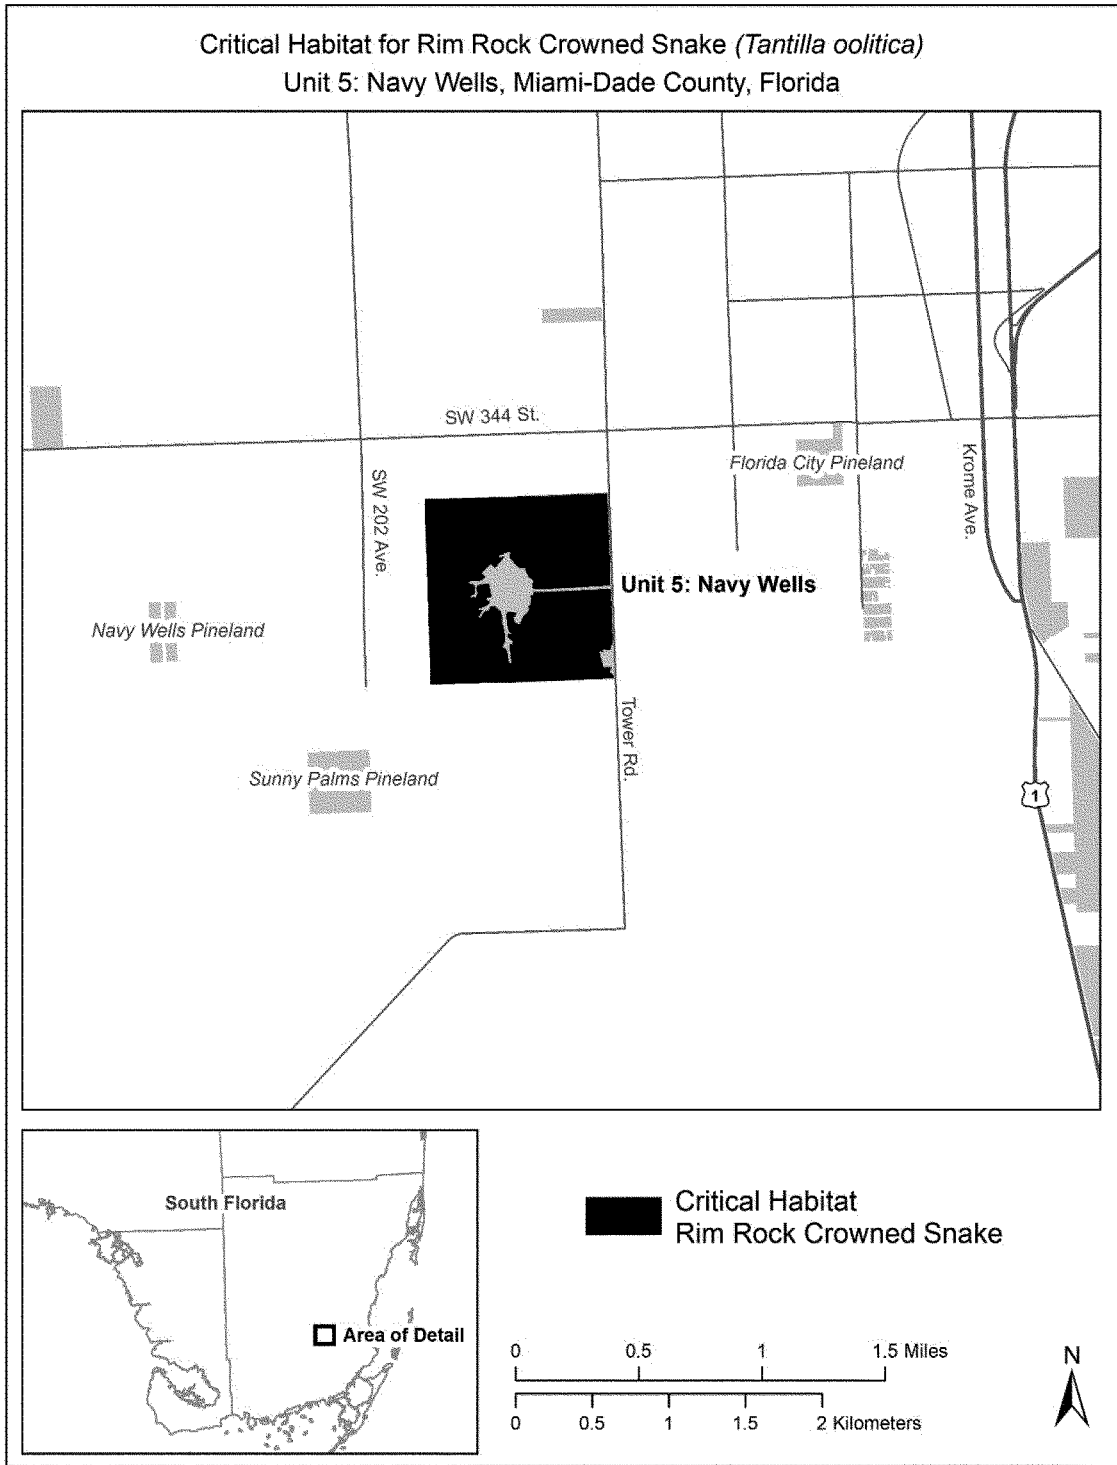 Critical Habitat for Rim Rock Crowned Snake (Tantilla oolitica)
Unit 5: Navy Wells, Miami-Dade County, Florida
SW 344 St.
Florida City Pineland
Krome Ave.
SW 202 Ave.
Unit 5: Navy Wells
Navy Wells Pineland
Tower Rd.
Sunny Palms Pineland
1
South Florida
Area of Detail
Critical Habitat
Rim Rock Crowned Snake
0 0.5 1 1.5 Miles
0 0.5 1 1.5 2 Kilometers
N